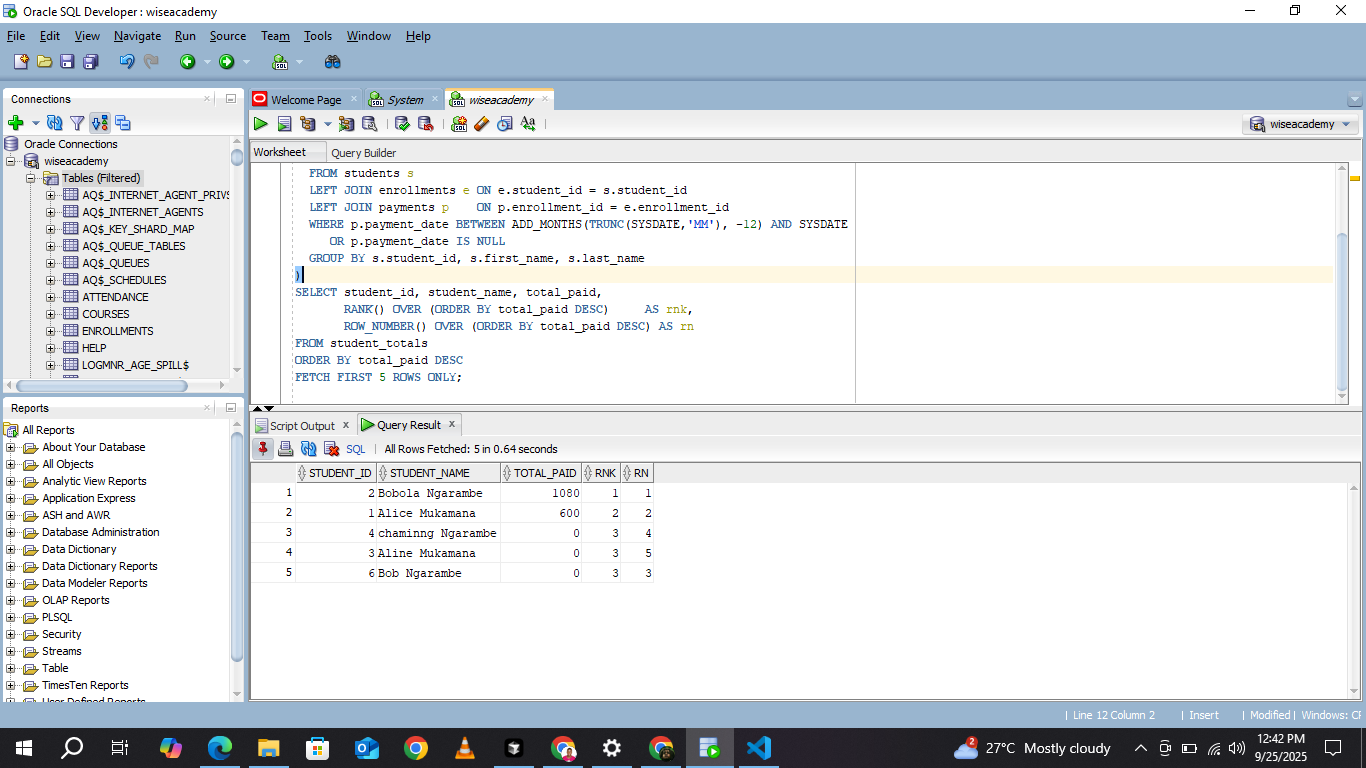 Oracle SQL Developer : wiseacademy
File Edit View Navigate Run Source Team Tools Window Help
Connections
Oracle Connections
wiseacademy
Tables (Filtered)
AQ$_INTERNET_AGENT_PRIVS
AQ$_INTERNET_AGENTS
AQ$_KEY_SHARD_MAP
AQ$_QUEUE_TABLES
AQ$_QUEUES
AQ$_SCHEDULES
ATTENDANCE
COURSES
ENROLLMENTS
HELP
LOGMNR_AGE_SPILL$
Reports
All Reports
About Your Database
All Objects
Analytic View Reports
Application Express
ASH and AWR
Database Administration
Data Dictionary
Data Dictionary Reports
Data Modeler Reports
OLAP Reports
PLSQL
Security
Streams
Table
TimesTen Reports
User Defined Reports
Welcome Page System wiseacademy
wiseacademy
Worksheet Query Builder
FROM students s
LEFT JOIN enrollments e ON e.student_id = s.student_id
LEFT JOIN payments p ON p.enrollment_id = e.enrollment_id
WHERE p.payment_date BETWEEN ADD_MONTHS(TRUNC(SYSDATE,'MM'), -12) AND SYSDATE
OR p.payment_date IS NULL
GROUP BY s.student_id, s.first_name, s.last_name
)
SELECT student_id, student_name, total_paid,
RANK() OVER (ORDER BY total_paid DESC) AS rnk,
ROW_NUMBER() OVER (ORDER BY total_paid DESC) AS rn
FROM student_totals
ORDER BY total_paid DESC
FETCH FIRST 5 ROWS ONLY;
Script Output Query Result
SQL | All Rows Fetched: 5 in 0.64 seconds
STUDENT_ID STUDENT_NAME TOTAL_PAID RNK RN
1 2 Bobola Ngarambe 1080 1 1
2 1 Alice Mukamana 600 2 2
3 4 chaminng Ngarambe 0 3 4
4 3 Aline Mukamana 0 3 5
5 6 Bob Ngarambe 0 3 3
| Line 12 Column 2 | Insert | Modified | Windows: CF
2 27°C Mostly cloudy 12:42 PM
9/25/2025